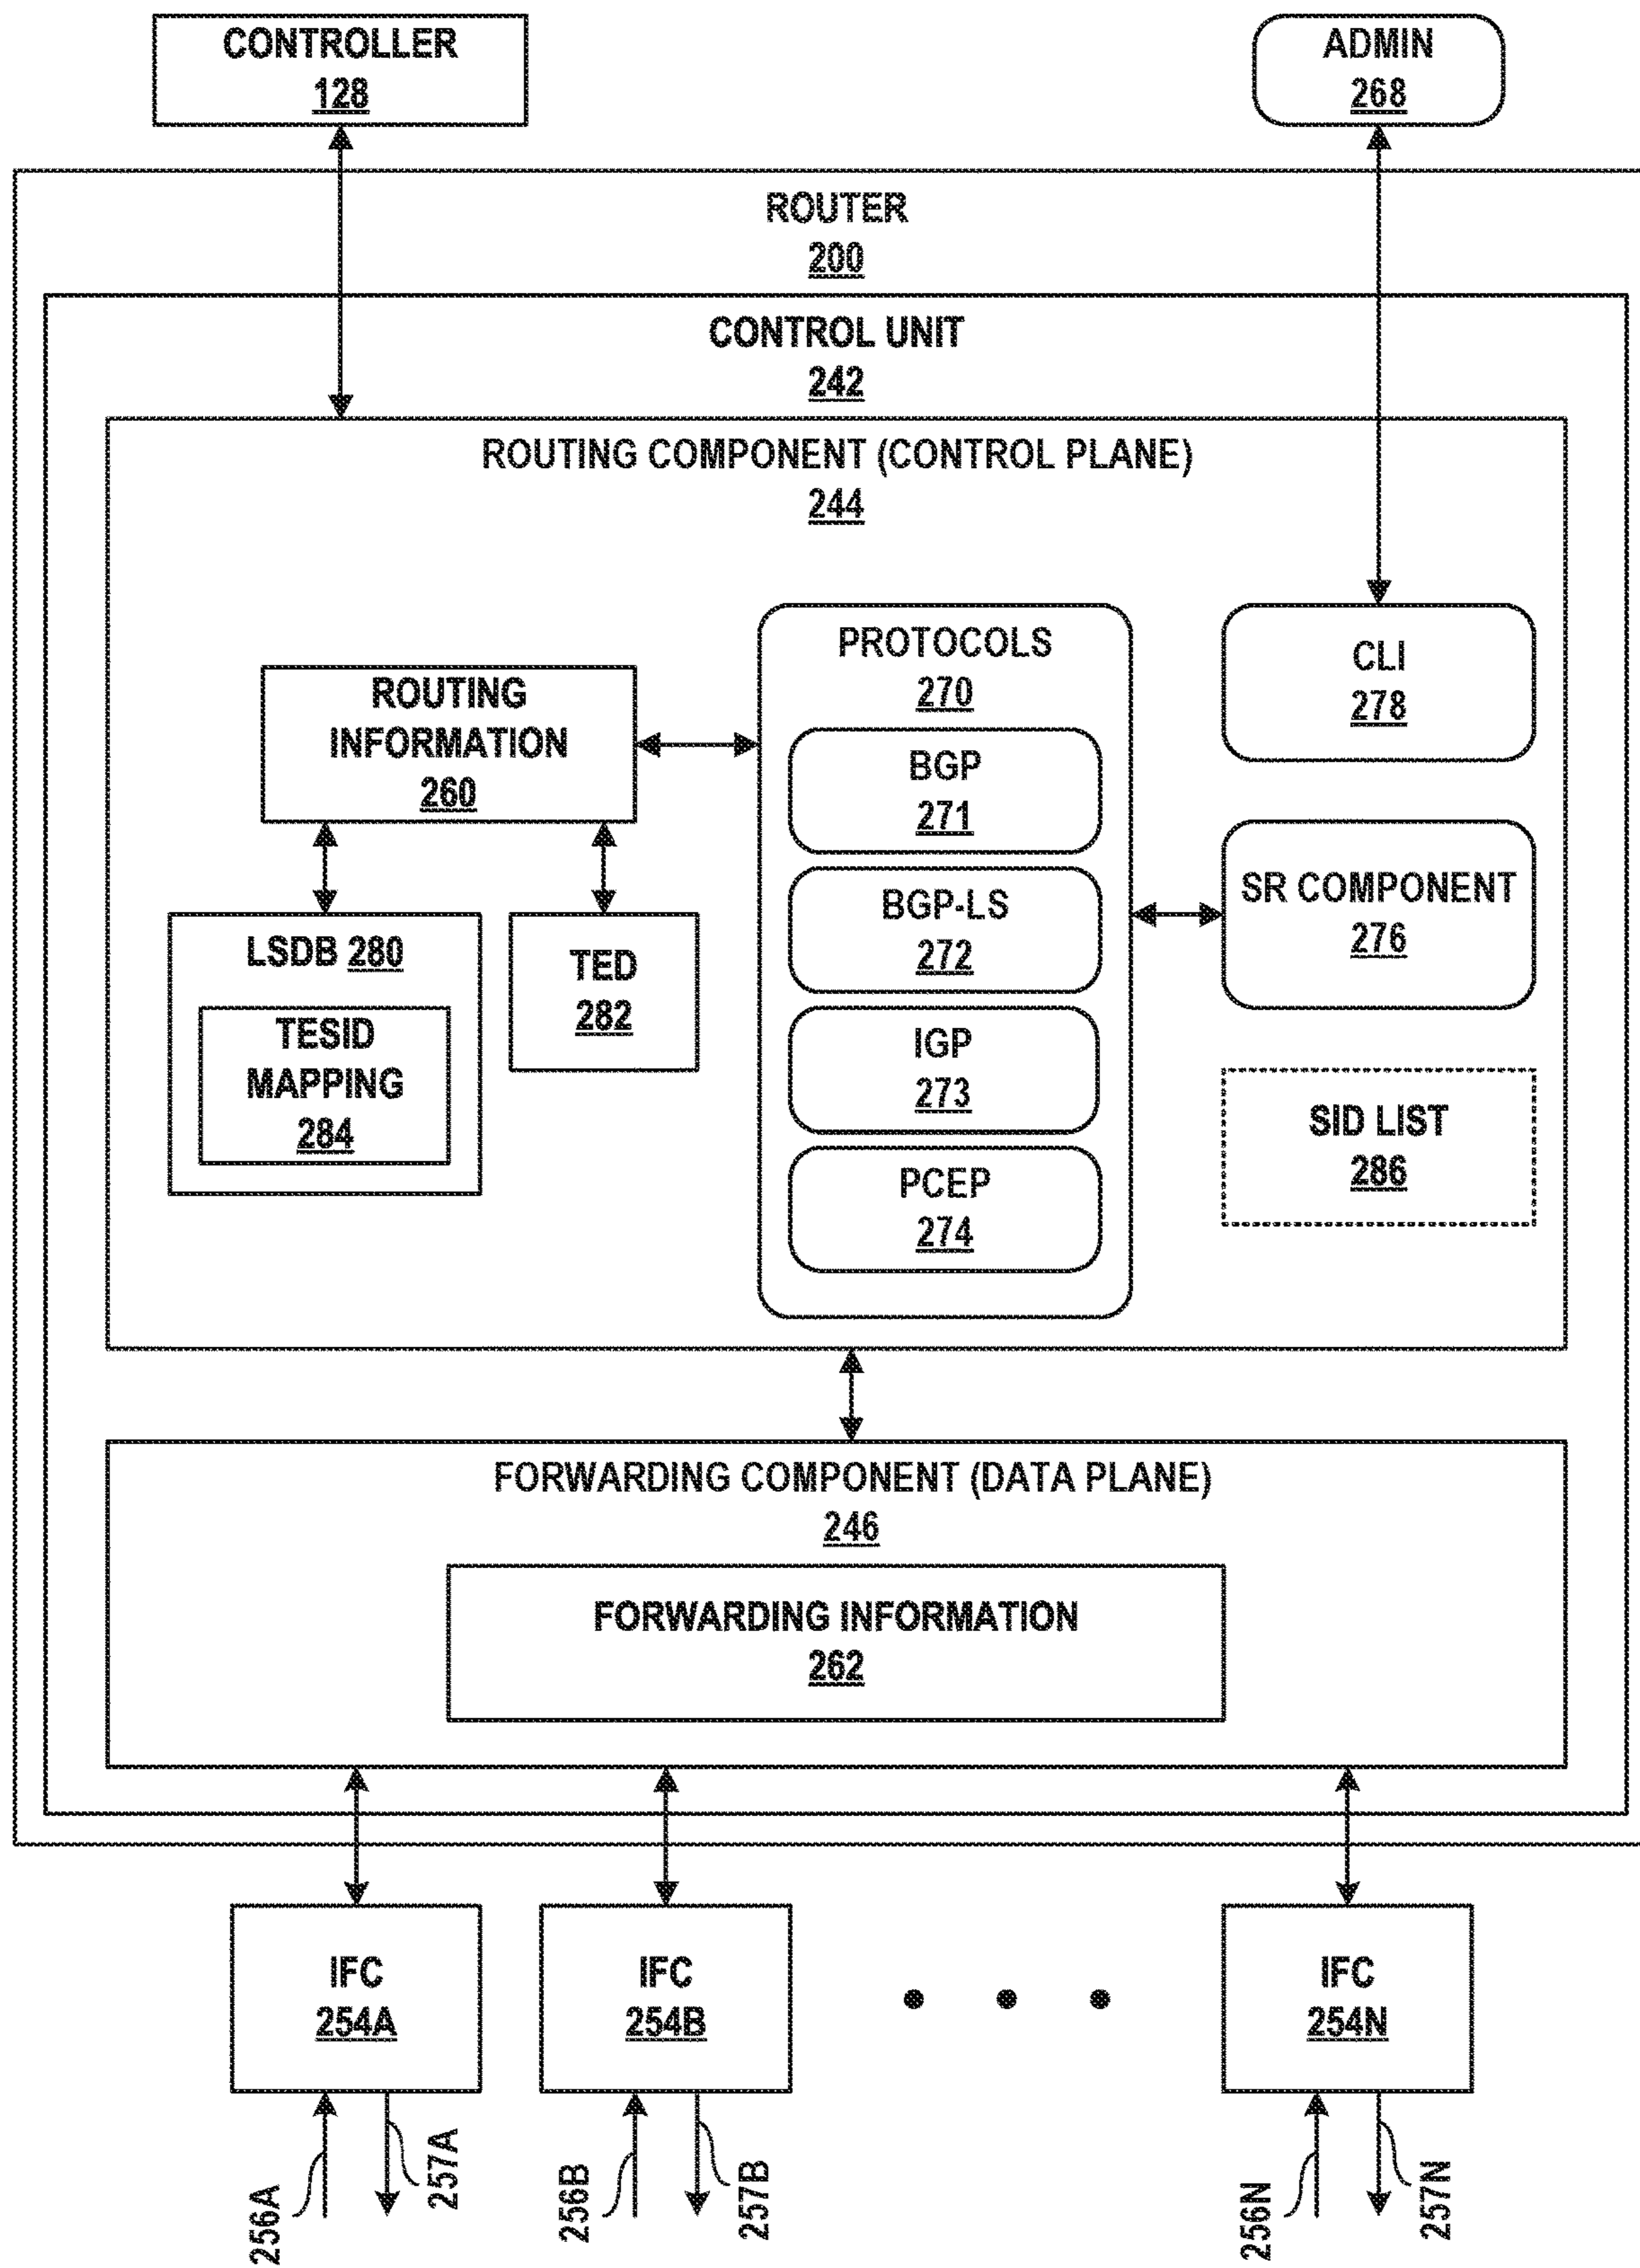 CONTROLLER
128
ADMIN
268
ROUTER
200
CONTROL UNIT
242
ROUTING COMPONENT (CONTROL PLANE)
244
ROUTING
INFORMATION
260
LSDB 280
TESID
MAPPING
284
TED
282
PROTOCOLS
270
BGP
271
BGP-LS
272
IGP
273
PCEP
274
CLI
278
SR COMPONENT
276
SID LIST
286
FORWARDING COMPONENT (DATA PLANE)
246
FORWARDING INFORMATION
262
IFC
254A
IFC
254B
IFC
254N
256A
257A
256B
257B
256N
257N